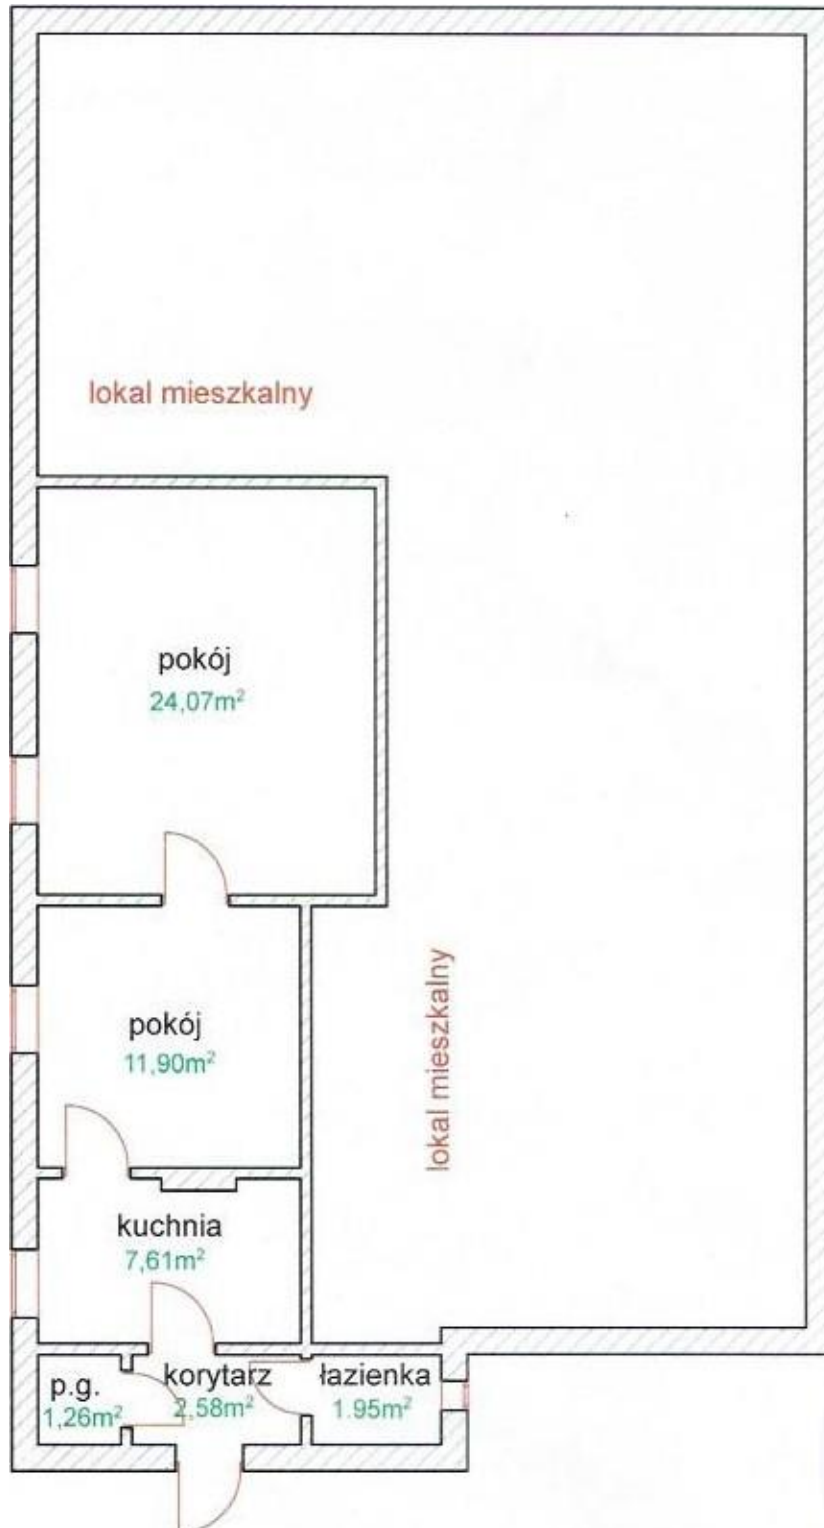 lokal mieszkalny
pokój
24,07m²
lokal mieszkalny
pokój
11,90m²
kuchnia
7,61m²
p.g.
1,26m²
korytarz
2,58m²
łazienka
1.95m²